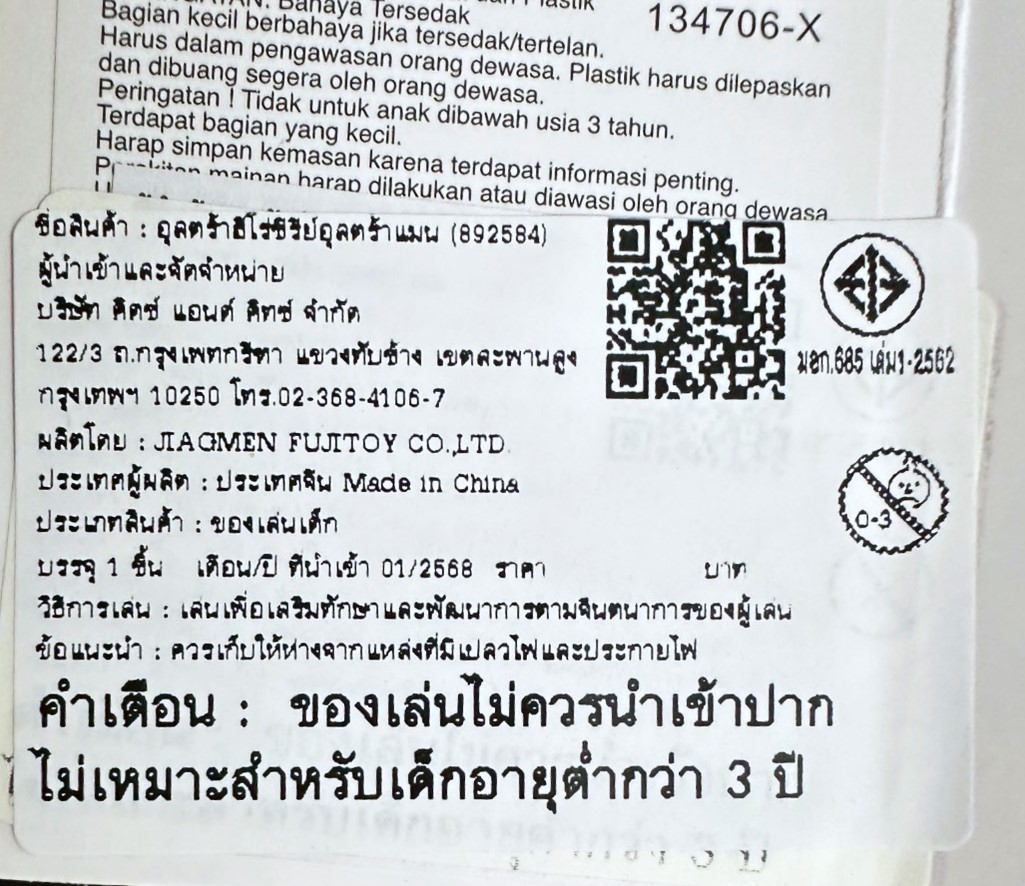 Bahaya Tersedak
134706-X
Bagian kecil berbahaya jika tersedak/tertelan.
Harus dalam pengawasan orang dewasa. Plastik harus dilepaskan
dan dibuang segera oleh orang dewasa.
Peringatan ! Tidak untuk anak dibawah usia 3 tahun.
Terdapat bagian yang kecil.
Harap simpan kemasan karena terdapat informasi penting.
mainan harap dilakukan atau diawasi oleh orang dewasa
ชื่อสินค้า : อุลตร้าฮีโร่ซีรีย์อุลตร้าแมน (892584)
ผู้นำเข้าและจัดจำหน่าย
บริษัท คิตซ์ แอนด์ คิทซ์ จำกัด
122/3 ถ.กรุงเทพกรีฑา แขวงทับช้าง เขตสะพานสูง
กรุงเทพฯ 10250 โทร.02-368-4106-7
ผลิตโดย : JIAGMEN FUJITOY CO.,LTD.
ประเทศผู้ผลิต : ประเทศจีน Made in China
ประเภทสินค้า : ของเล่นเด็ก
บรรจุ 1 ชิ้น เดือน/ปี ที่นำเข้า 01/2568 ราคา บาท
วิธีการเล่น : เล่นเพื่อเสริมทักษาและพัฒนาการตามจินตนาการของผู้เล่น
ข้อแนะนำ : ควรเก็บให้ห่างจากแหล่งที่มีเปลวไฟและประกายไฟ
คำเตือน : ของเล่นไม่ควรนำเข้าปาก
ไม่เหมาะสำหรับเด็กอายุต่ำกว่า 3 ปี
มอก.685 เล่ม1-2562
0-3